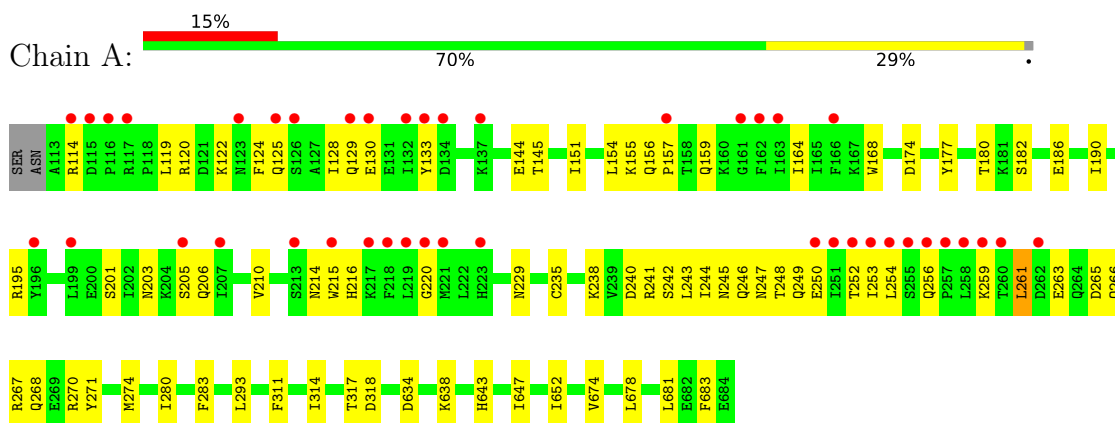 15%
Chain A:
70% 29% •
SER ASN A113 R114 D115 P116 R117 P118 L119 R120 D121 K122 N123 F124 Q125 S126 A127 I128 Q129 E130 E131 I132 Y133 D134 K137 E144 T145 I151 L154 K155 Q156 P157 T158 Q159 K160 G161 F162 I163 I164 I165 F166 K167 W168 D174 Y177 T180 K181 S182 E186 I190
R195 Y196 L199 E200 S201 I202 N203 K204 S205 Q206 I207 V210 S213 N214 W215 H216 K217 F218 L219 G220 M221 L222 H223 N229 C235 K238 V239 D240 R241 S242 L243 I244 N245 Q246 N247 T248 Q249 E250 I251 T252 I253 L254 S255 Q256 P257 L258 K259 T260 L261 D262 E263 Q264 D265
R267 Q268 E269 R270 Y271 M274 I280 F283 L293 F311 I314 T317 D318 D634 K638 H643 I647 I652 V674 L678 L681 E682 F683 E684